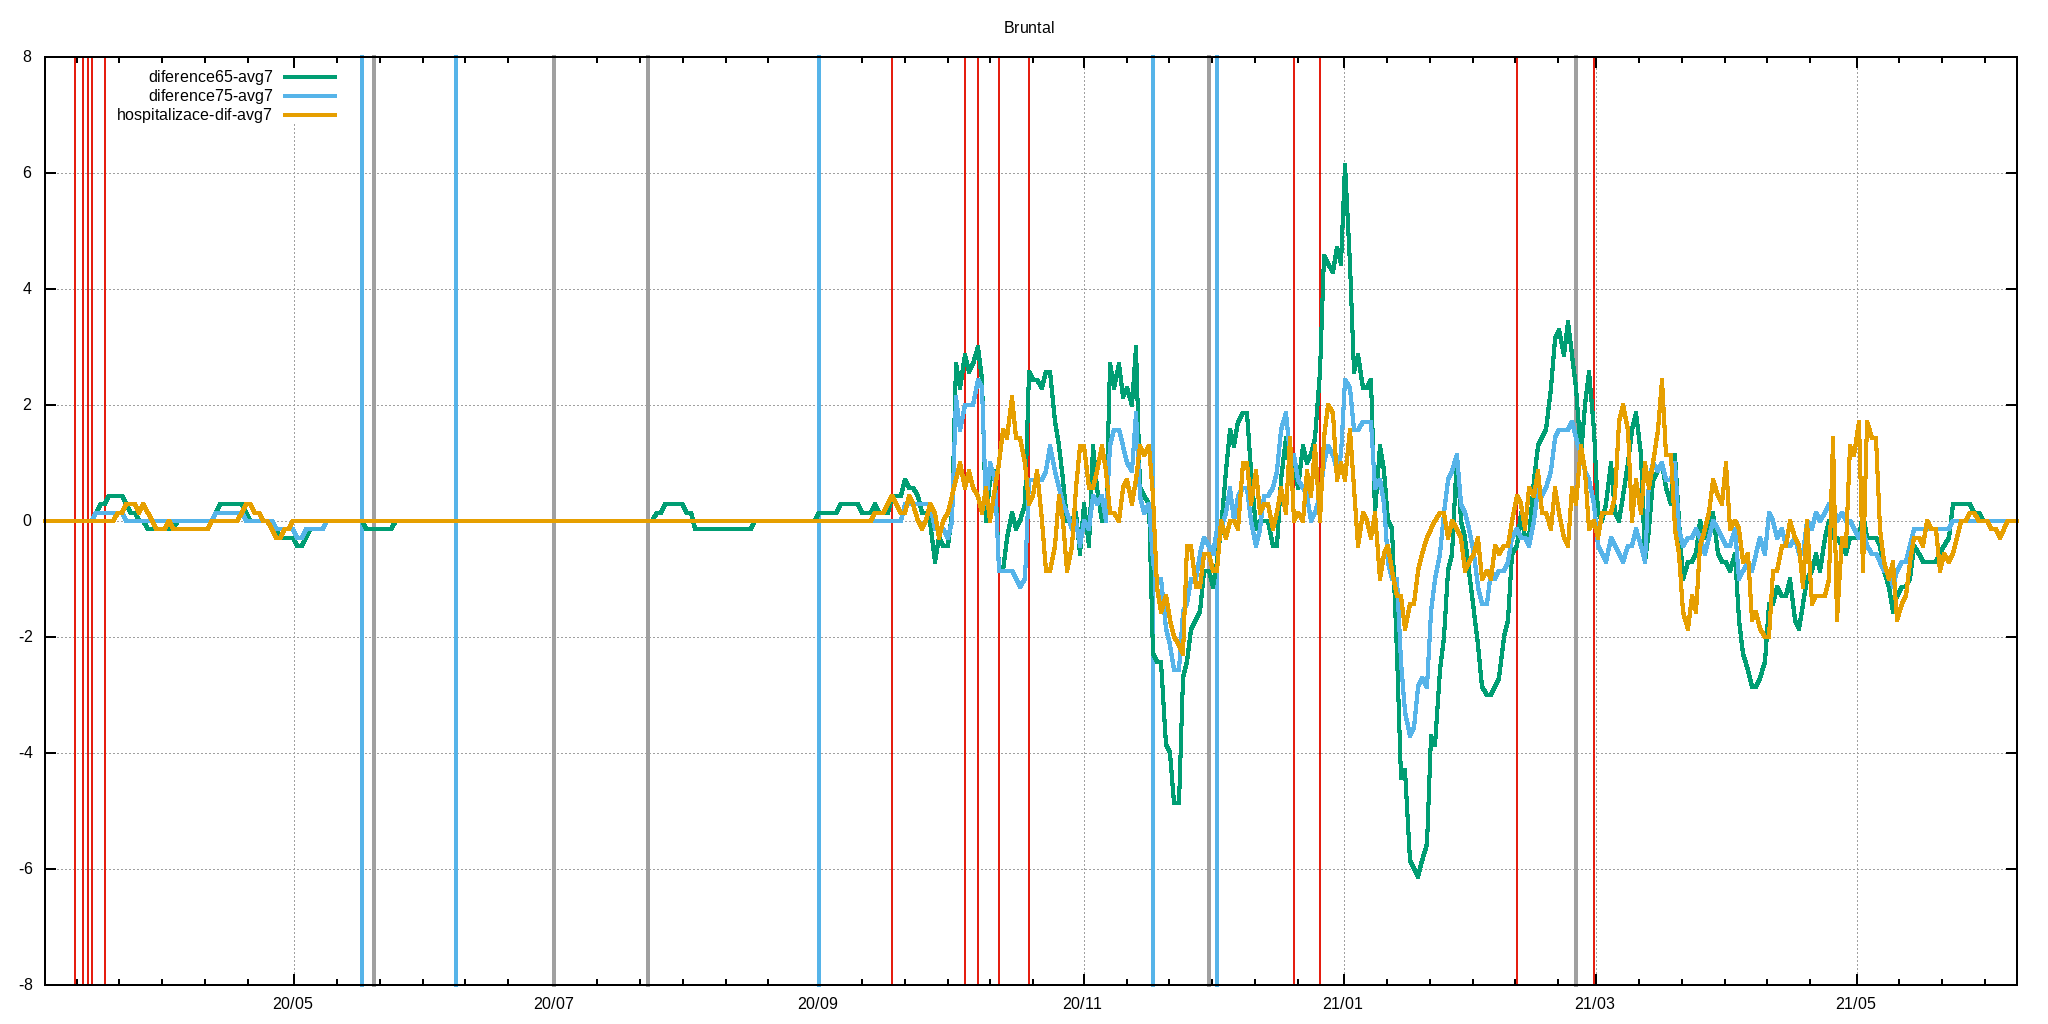 Bruntal
8
diference65-avg7
diference75-avg7
hospitalizace-dif-avg7
6
4
2
0
-2
-4
-6
-8
20/05 20/07 20/09 20/11 21/01 21/03 21/05